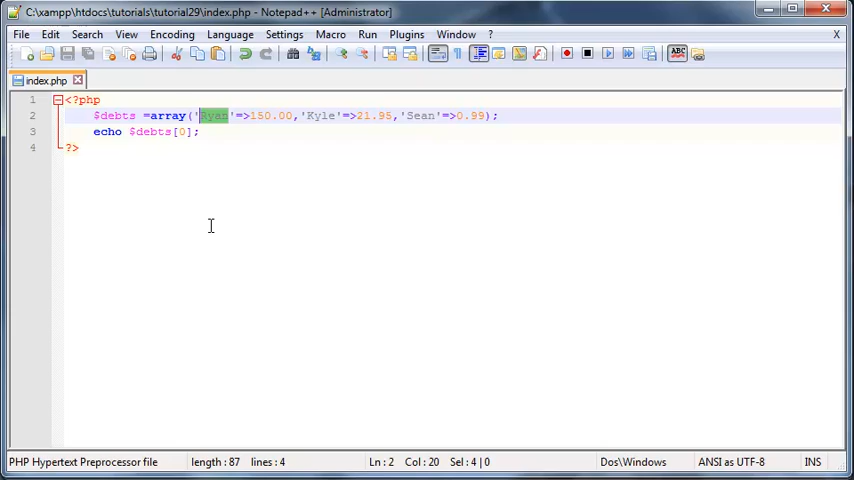 C:\xampp\htdocs\tutorials\tutorial29\index.php - Notepad++ [Administrator]
File Edit Search View Encoding Language Settings Macro Run Plugins Window ? X
ABC
index.php
1 <?php
2 $debts =array('Ryan'=>150.00,'Kyle'=>21.95,'Sean'=>0.99);
3 echo $debts[0];
4 ?>
PHP Hypertext Preprocessor file length : 87 lines : 4 Ln : 2 Col : 20 Sel : 4 | 0 Dos\Windows ANSI as UTF-8 INS